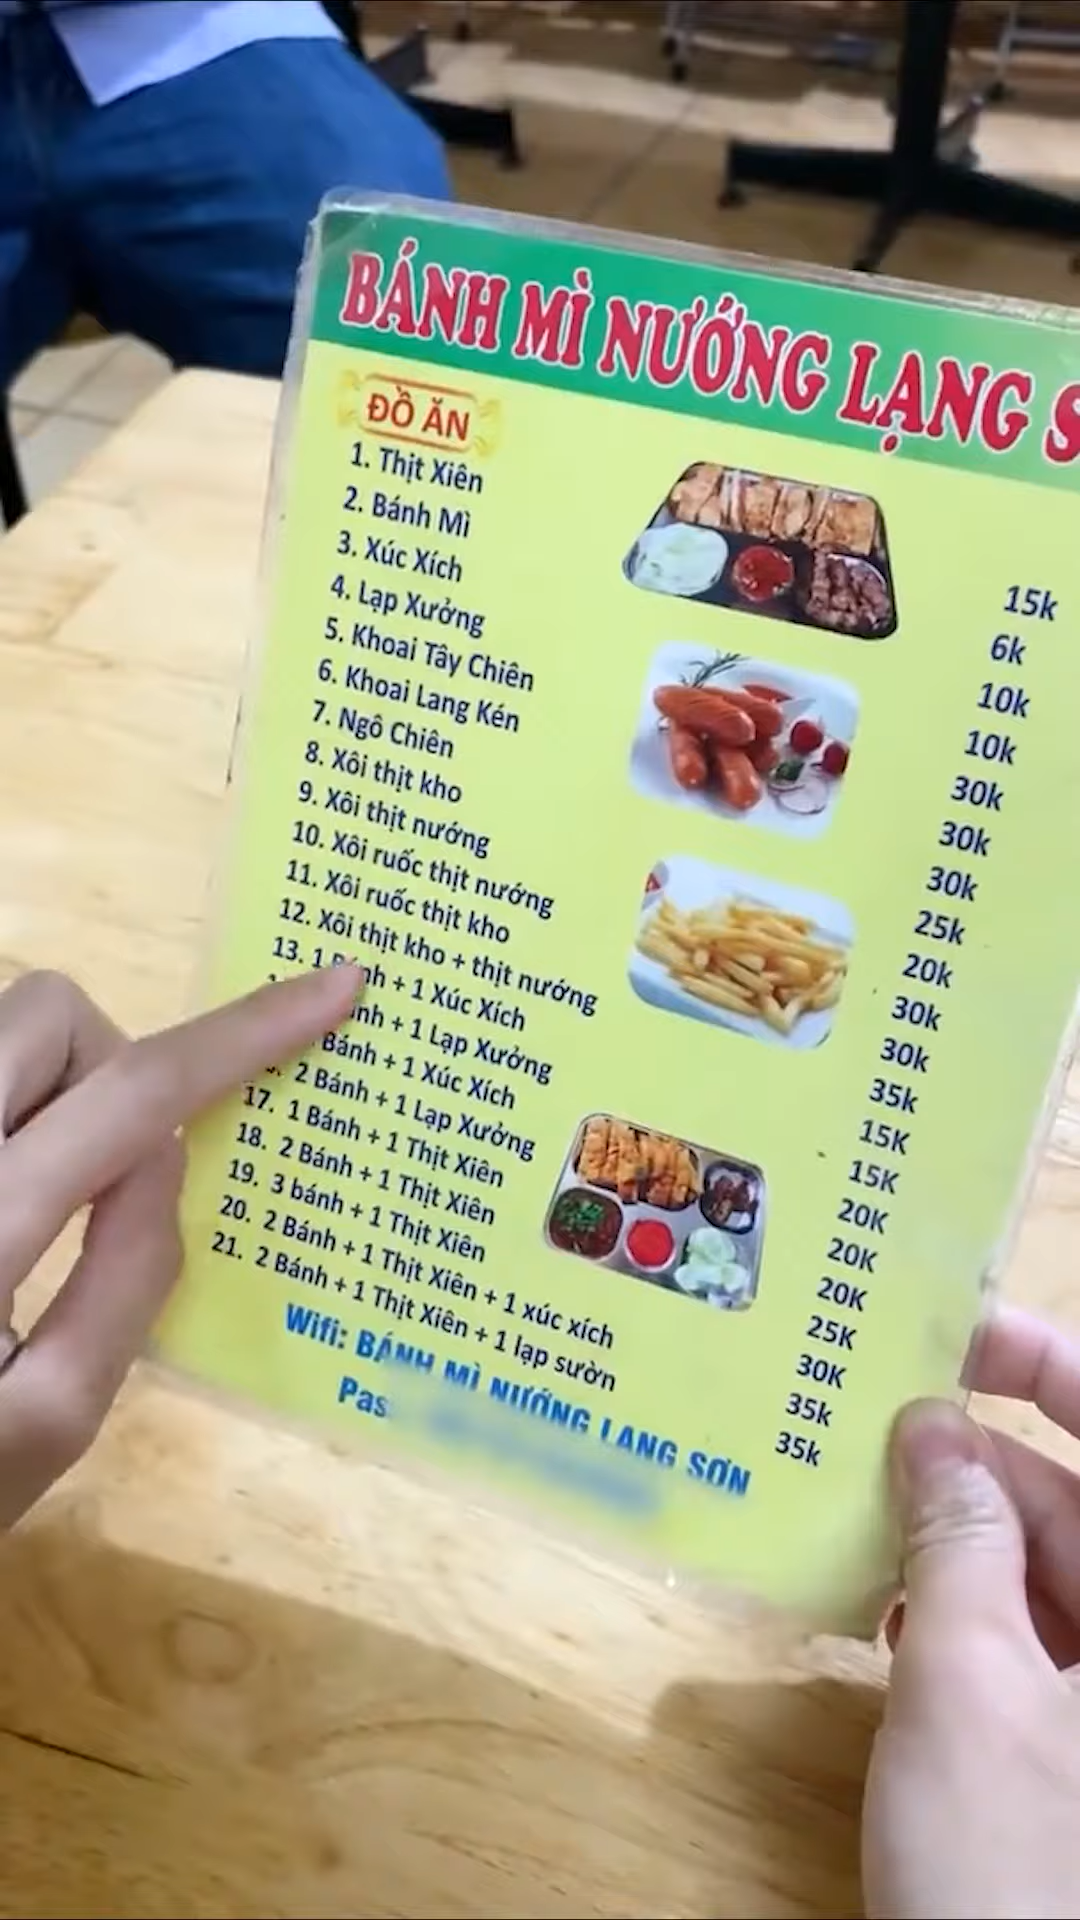 BÁNH MÌ NƯỚNG LẠNG S
ĐỒ ĂN
1. Thịt Xiên 15k
2. Bánh Mì 6k
3. Xúc Xích 10k
4. Lạp Xưởng 10k
5. Khoai Tây Chiên 30k
6. Khoai Lang Kén 30k
7. Ngô Chiên 30k
8. Xôi thịt kho 25k
9. Xôi thịt nướng 20k
10. Xôi ruốc thịt nướng 30k
11. Xôi ruốc thịt kho 30k
12. Xôi thịt kho + thịt nướng 35k
13. 1 Bánh + 1 Xúc Xích 15K
+ 1 Lạp Xưởng 15K
Bánh + 1 Xúc Xích 20K
2 Bánh + 1 Lạp Xưởng 20K
17. 1 Bánh + 1 Thịt Xiên 20K
18. 2 Bánh + 1 Thịt Xiên 25K
19. 3 bánh + 1 Thịt Xiên 30K
20. 2 Bánh + 1 Thịt Xiên + 1 xúc xích 35k
21. 2 Bánh + 1 Thịt Xiên + 1 lạp sườn 35k
Wifi: BÁNH MÌ NƯỚNG LẠNG SƠN
Pas